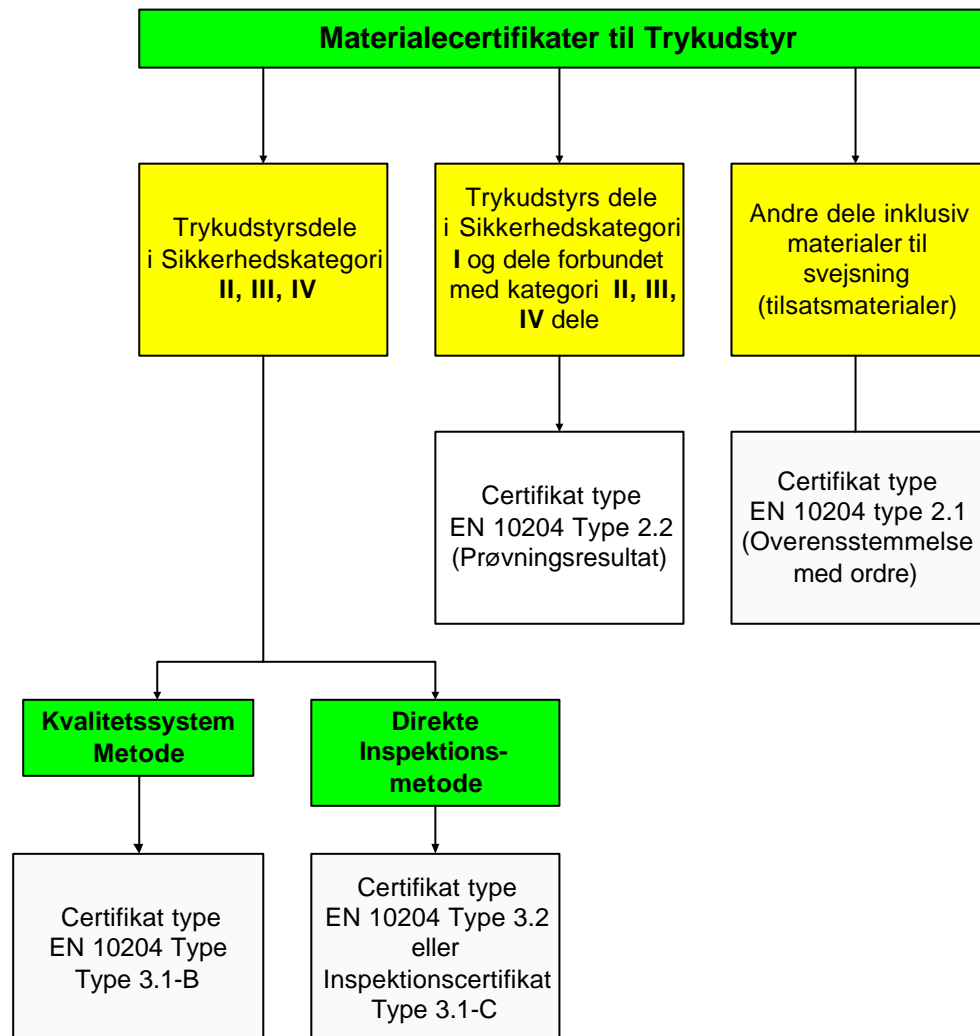 Materialecertifikater til Trykudstyr
Trykudstyrsdele
i Sikkerhedskategori
II, III, IV
Trykudstyrs dele
i Sikkerhedskategori
I og dele forbundet
med kategori II, III,
IV dele
Andre dele inklusiv
materialer til
svejsning
(tilsatsmaterialer)
Certifikat type
EN 10204 Type 2.2
(Prøvningsresultat)
Certifikat type
EN 10204 type 2.1
(Overensstemmelse
med ordre)
Kvalitetssystem
Metode
Direkte
Inspektions-
metode
Certifikat type
EN 10204 Type
Type 3.1-B
Certifikat type
EN 10204 Type 3.2
eller
Inspektionscertifikat
Type 3.1-C